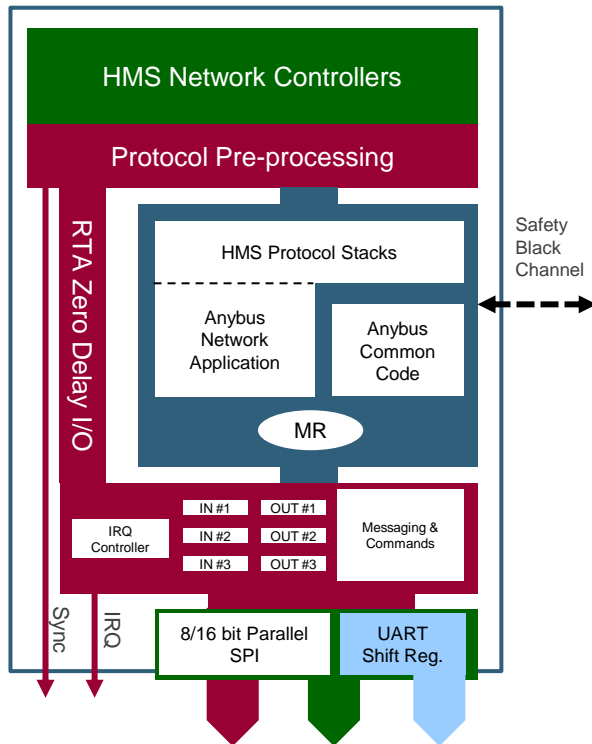 HMS Network Controllers
Protocol Pre-processing
RTA Zero Delay I/O
HMS Protocol Stacks
Anybus
Network
Application
Anybus
Common
Code
MR
Safety
Black
Channel
IRQ
Controller
IN #1
OUT #1
IN #2
OUT #2
IN #3
OUT #3
Messaging &
Commands
Sync
IRQ
8/16 bit Parallel
SPI
UART
Shift Reg.